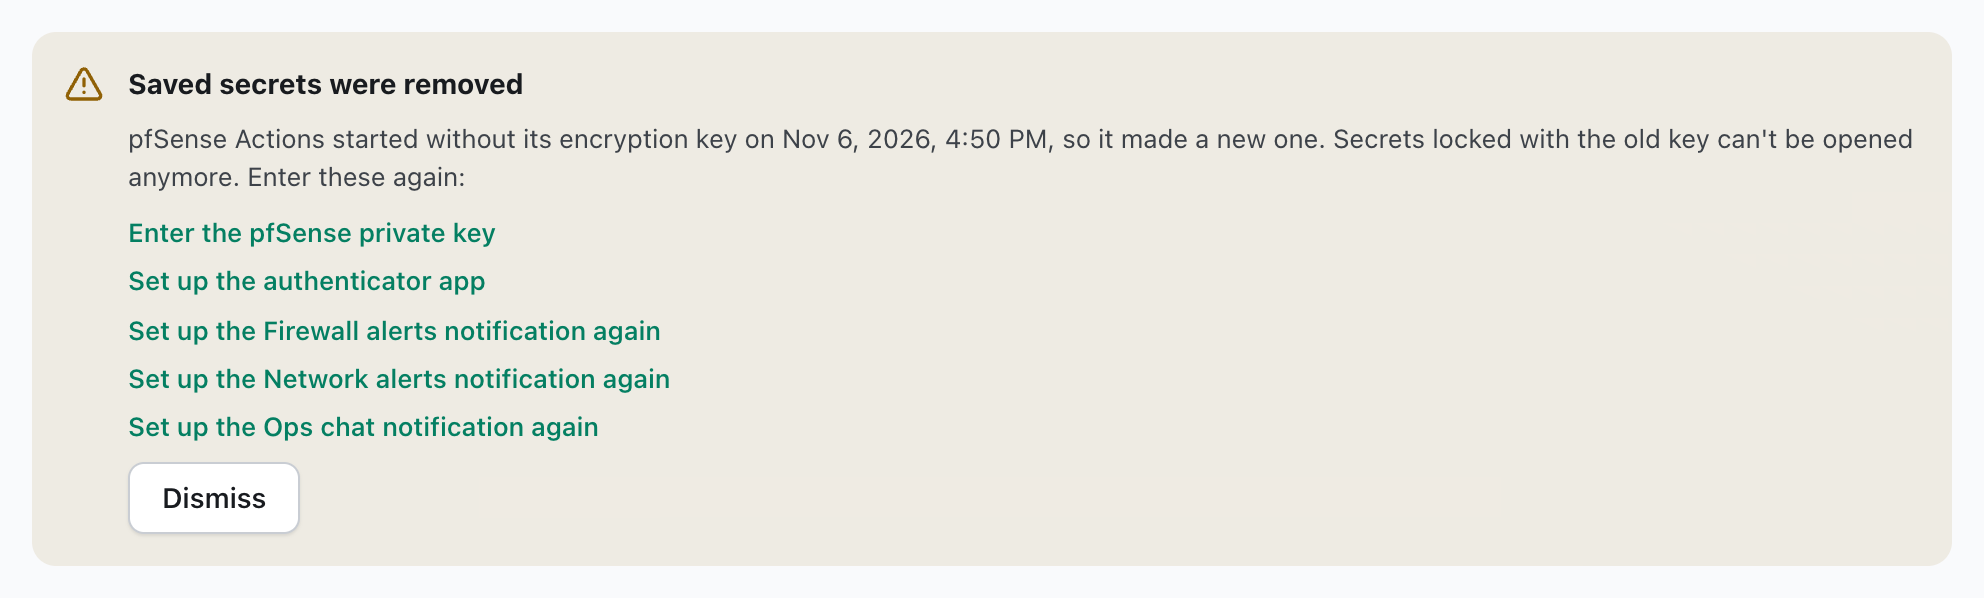 Saved secrets were removed
pfSense Actions started without its encryption key on Nov 6, 2026, 4:50 PM, so it made a new one. Secrets locked with the old key can't be opened
anymore. Enter these again:
Enter the pfSense private key
Set up the authenticator app
Set up the Firewall alerts notification again
Set up the Network alerts notification again
Set up the Ops chat notification again
Dismiss